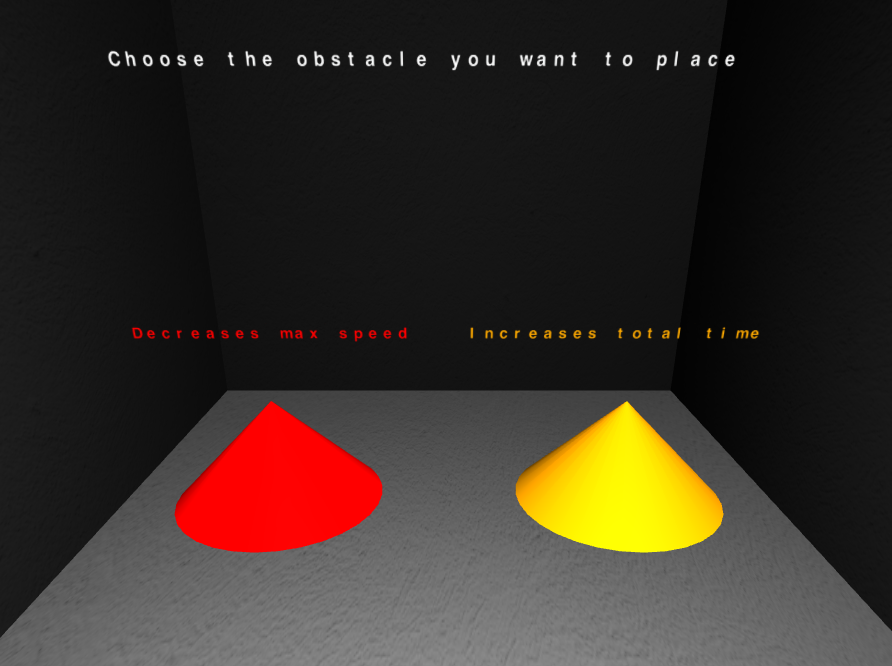 Choose the obstacle you want to place
Decreases max speed
Increases total time